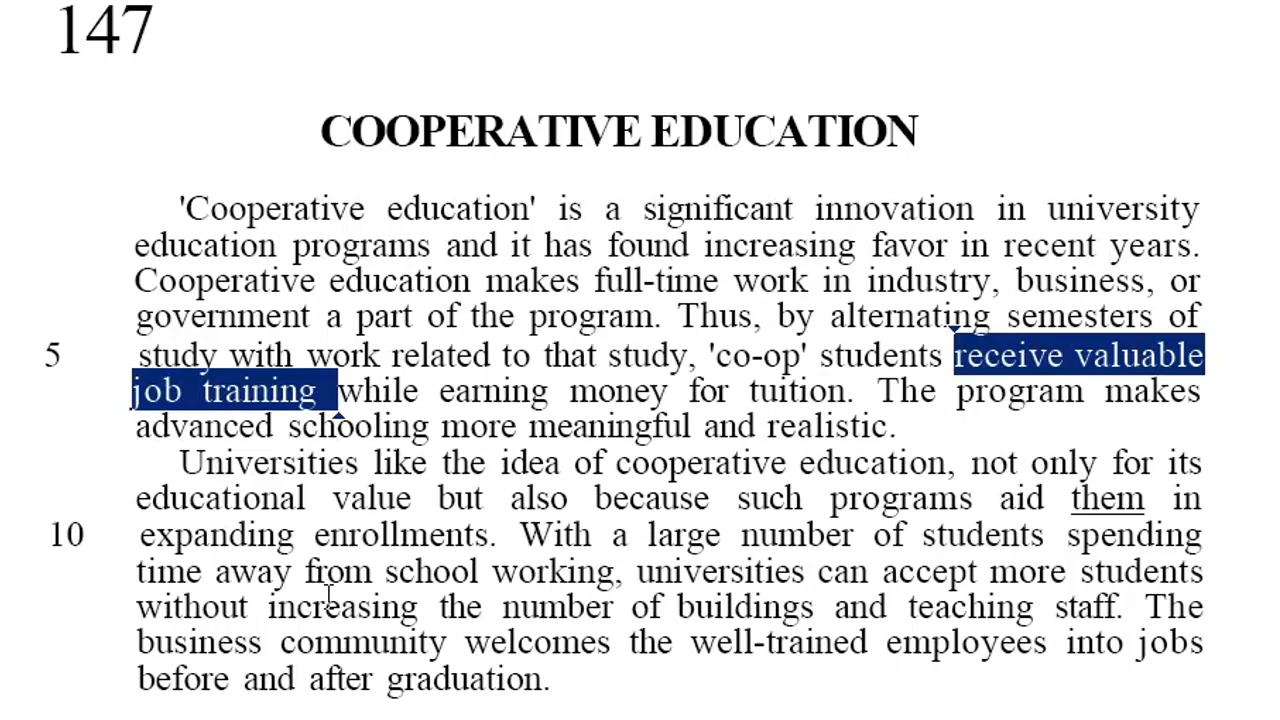 147
COOPERATIVE EDUCATION
'Cooperative education' is a significant innovation in university
education programs and it has found increasing favor in recent years.
Cooperative education makes full-time work in industry, business, or
government a part of the program. Thus, by alternating semesters of
5 study with work related to that study, 'co-op' students receive valuable
job training while earning money for tuition. The program makes
advanced schooling more meaningful and realistic.
Universities like the idea of cooperative education, not only for its
educational value but also because such programs aid them in
10 expanding enrollments. With a large number of students spending
time away from school working, universities can accept more students
without increasing the number of buildings and teaching staff. The
business community welcomes the well-trained employees into jobs
before and after graduation.